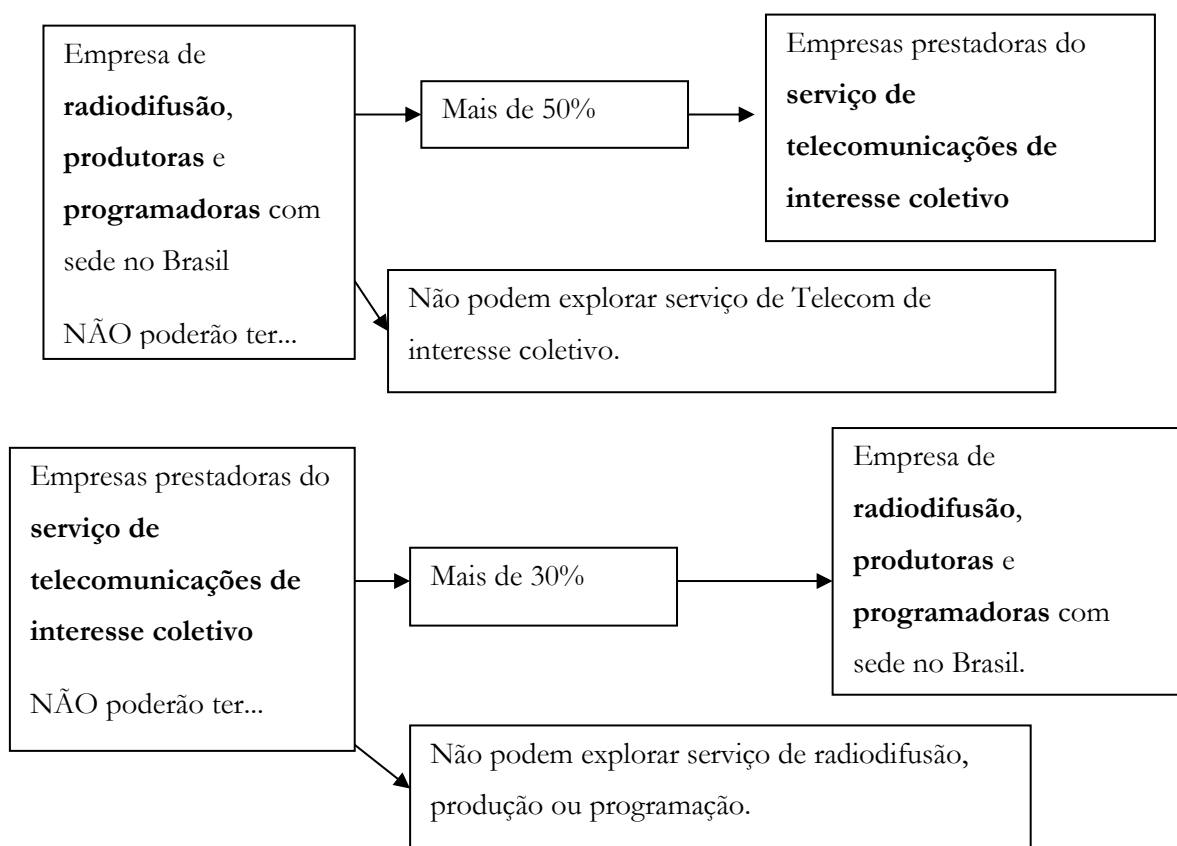 Empresa de
radiodifusão,
produtoras e
programadoras com
sede no Brasil
NÃO poderão ter...
Mais de 50%
Empresas prestadoras do
serviço de
telecomunicações de
interesse coletivo
Não podem explorar serviço de Telecom de
interesse coletivo.
Empresas prestadoras do
serviço de
telecomunicações de
interesse coletivo
NÃO poderão ter...
Mais de 30%
Empresa de
radiodifusão,
produtoras e
programadoras com
sede no Brasil.
Não podem explorar serviço de radiodifusão,
produção ou programação.